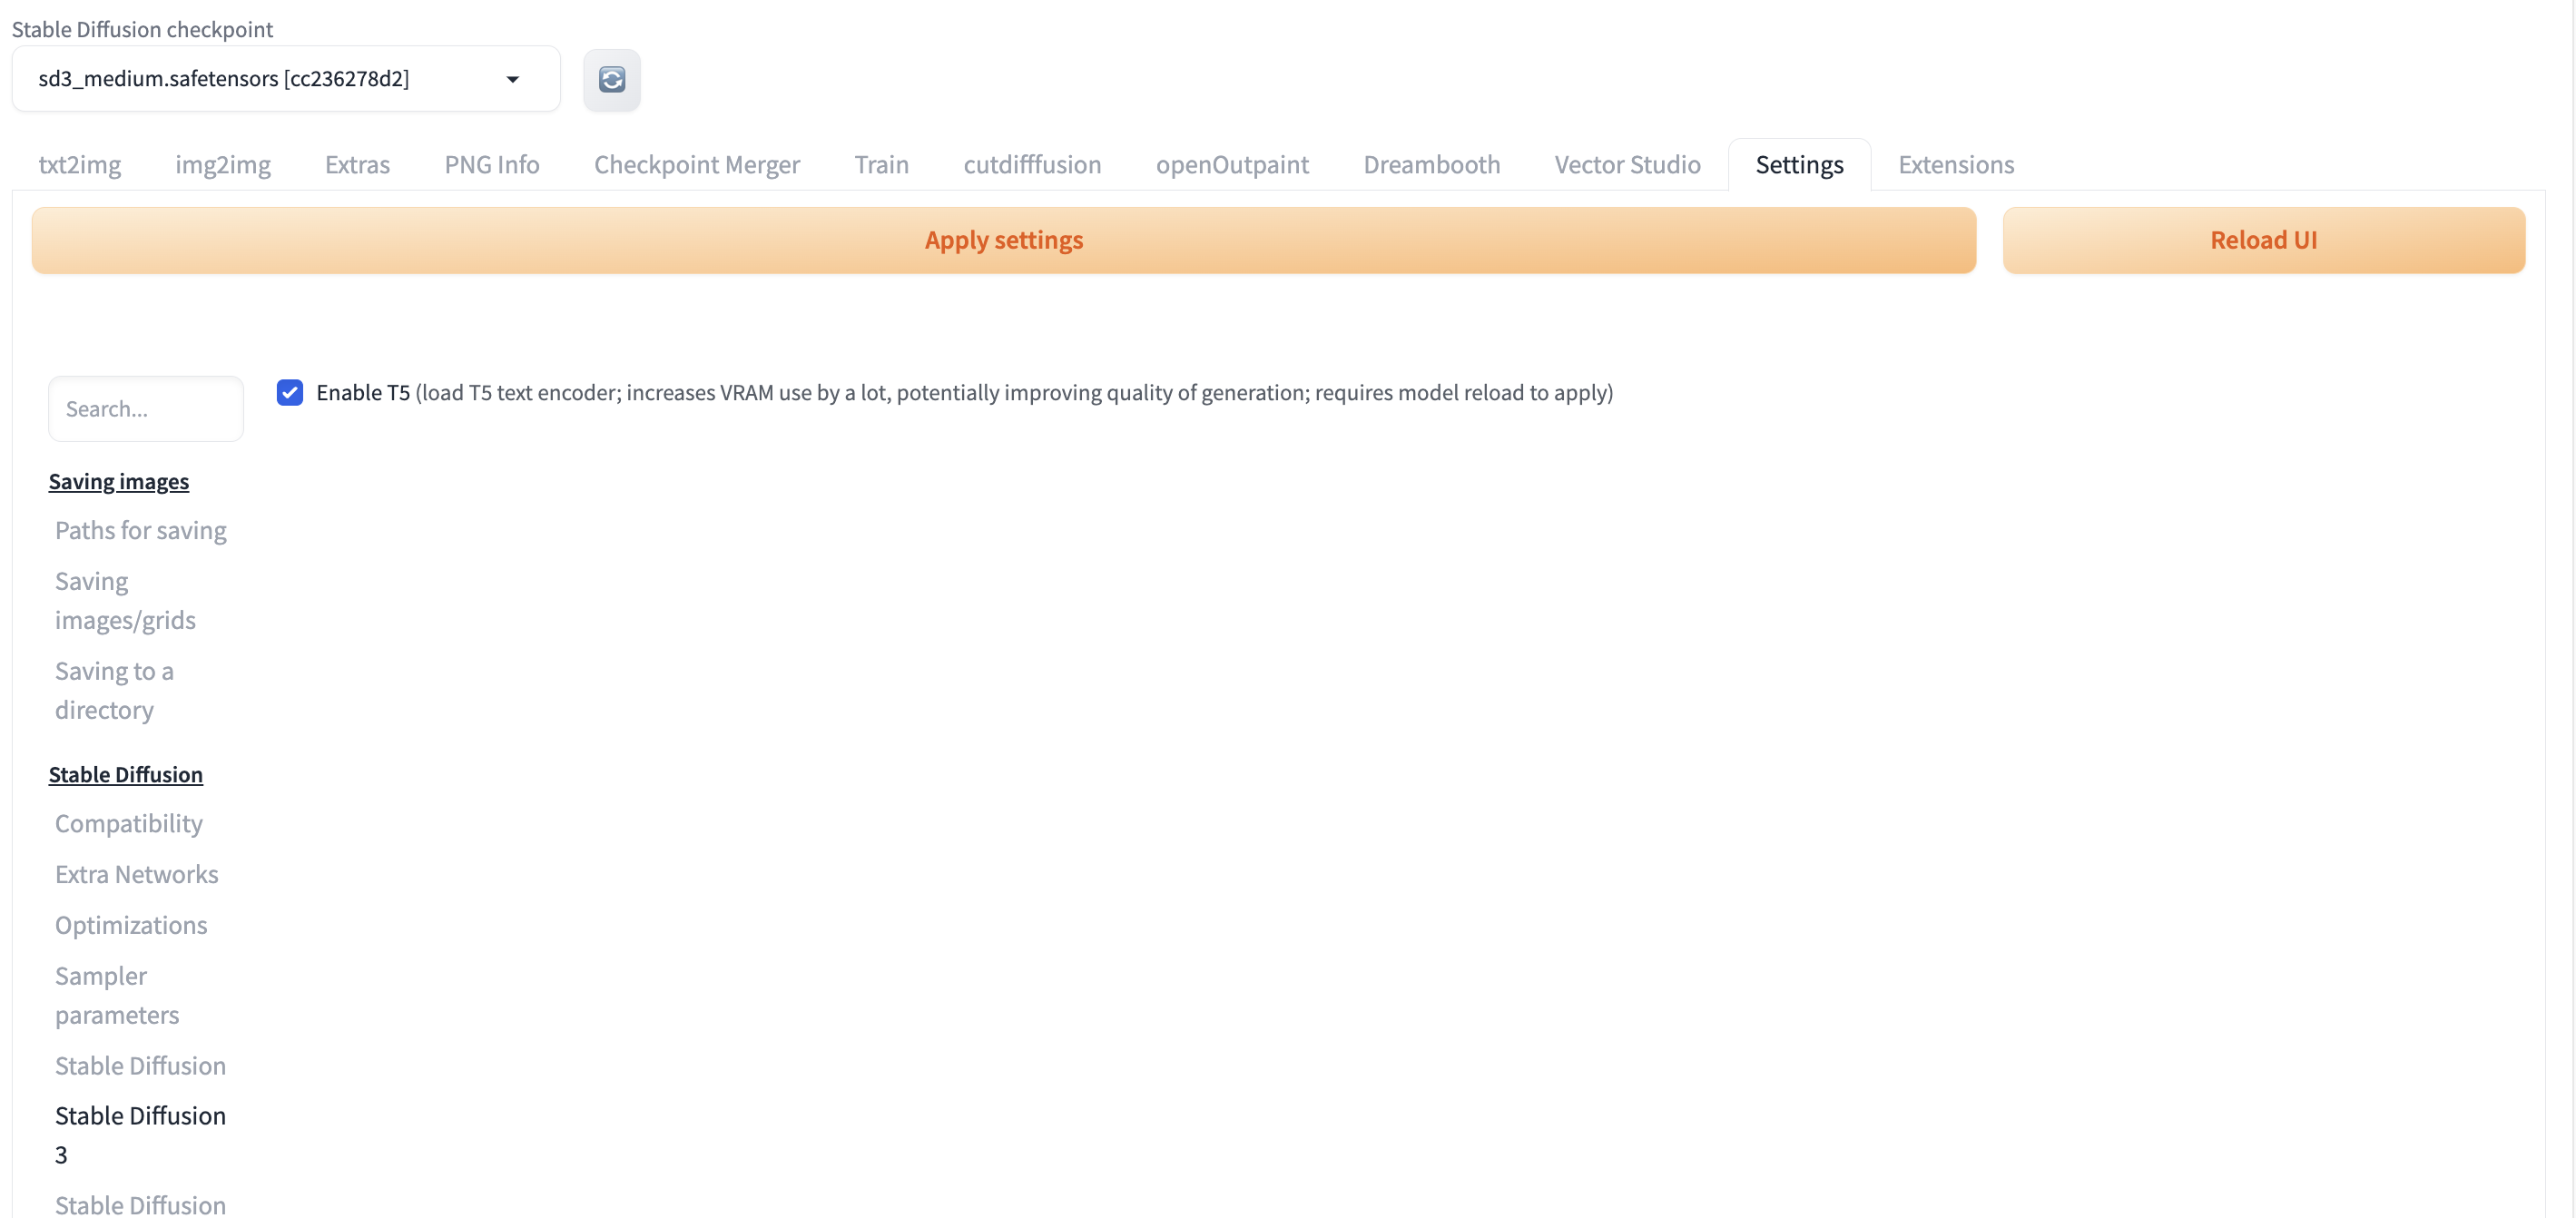 Stable Diffusion checkpoint
sd3_medium.safetensors [cc236278d2]
txt2img img2img Extras PNG Info Checkpoint Merger Train cutdifffusion openOutpaint Dreambooth Vector Studio Settings Extensions
Apply settings Reload UI
Search...
Enable T5 (load T5 text encoder; increases VRAM use by a lot, potentially improving quality of generation; requires model reload to apply)
Saving images
Paths for saving
Saving
images/grids
Saving to a
directory
Stable Diffusion
Compatibility
Extra Networks
Optimizations
Sampler
parameters
Stable Diffusion
Stable Diffusion
3
Stable Diffusion